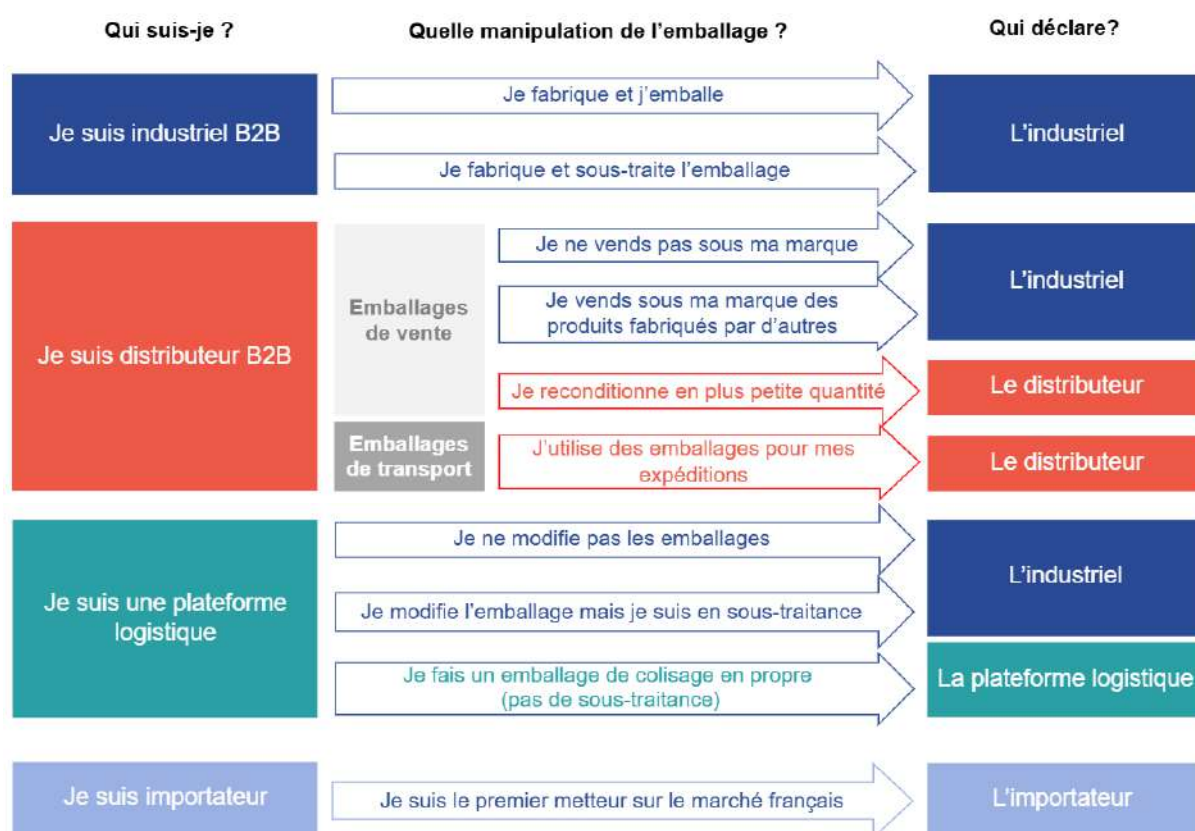 Qui suis-je ?
Quelle manipulation de l'emballage ?
Qui déclare?
Je suis industriel B2B
Je fabrique et j'emballe
Je fabrique et sous-traite l'emballage
L'industriel
Je suis distributeur B2B
Emballages
de vente
Je ne vends pas sous ma marque
Je vends sous ma marque des
produits fabriqués par d'autres
L'industriel
Je reconditionne en plus petite quantité
Le distributeur
Emballages
de transport
J'utilise des emballages pour mes
expéditions
Le distributeur
Je suis une plateforme
logistique
Je ne modifie pas les emballages
Je modifie l'emballage mais je suis en sous-traitance
L'industriel
Je fais un emballage de colisage en propre
(pas de sous-traitance)
La plateforme logistique
Je suis importateur
Je suis le premier metteur sur le marché français
L'importateur